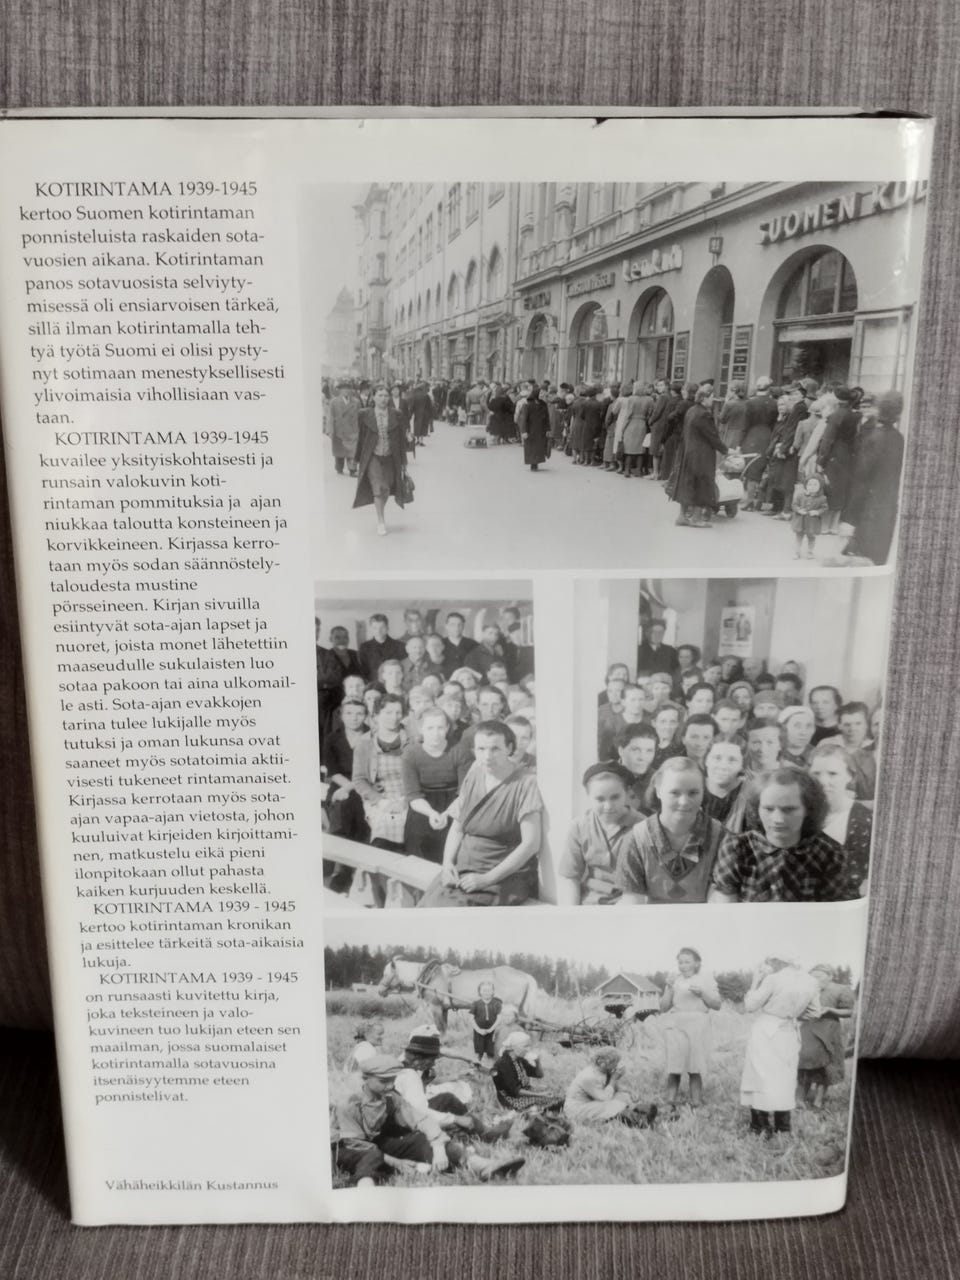 KOTIRINTAMA 1939-1945
kertoo Suomen kotirintaman
ponnisteluista raskaiden sota-
vuosien aikana. Kotirintaman
panos sotavuosista selviyty-
misessä oli ensiarvoisen tärkeä,
sillä ilman kotirintamalla teh-
tyä työtä Suomi ei olisi pysty-
nyt sotimaan menestyksellisesti
ylivoimaisia vihollisiaan vas-
taan.
KOTIRINTAMA 1939-1945
kuvailee yksityiskohtaisesti ja
runsain valokuvin koti-
rintaman pommituksia ja ajan
niukkaa taloutta konsteineen ja
korvikkeineen. Kirjassa kerro-
taan myös sodan säännöstely-
taloudesta mustine
pörsseineen. Kirjan sivuilla
esiintyvät sota-ajan lapset ja
nuoret, joista monet lähetettiin
maaseudulle sukulaisten luo
sotaa pakoon tai aina ulkomail-
le asti. Sota-ajan evakkojen
tarina tulee lukijalle myös
tutuksi ja oman lukunsa ovat
saaneet myös sotatoimia aktii-
visesti tukeneet rintamanaiset.
Kirjassa kerrotaan myös sota-
ajan vapaa-ajan vietosta, johon
kuuluivat kirjeiden kirjoittami-
nen, matkustelu eikä pieni
ilonpitokaan ollut pahasta
kaiken kurjuuden keskellä.
KOTIRINTAMA 1939 - 1945
kertoo kotirintaman kronikan
ja esittelee tärkeitä sota-aikaisia
lukuja.
KOTIRINTAMA 1939 - 1945
on runsaasti kuvitettu kirja,
joka teksteineen ja valo-
kuvineen tuo lukijan eteen sen
maailman, jossa suomalaiset
kotirintamalla sotavuosina
itsenäisyytemme eteen
ponnistelivat.
Vähäheikkilän Kustannus
SUOMEN